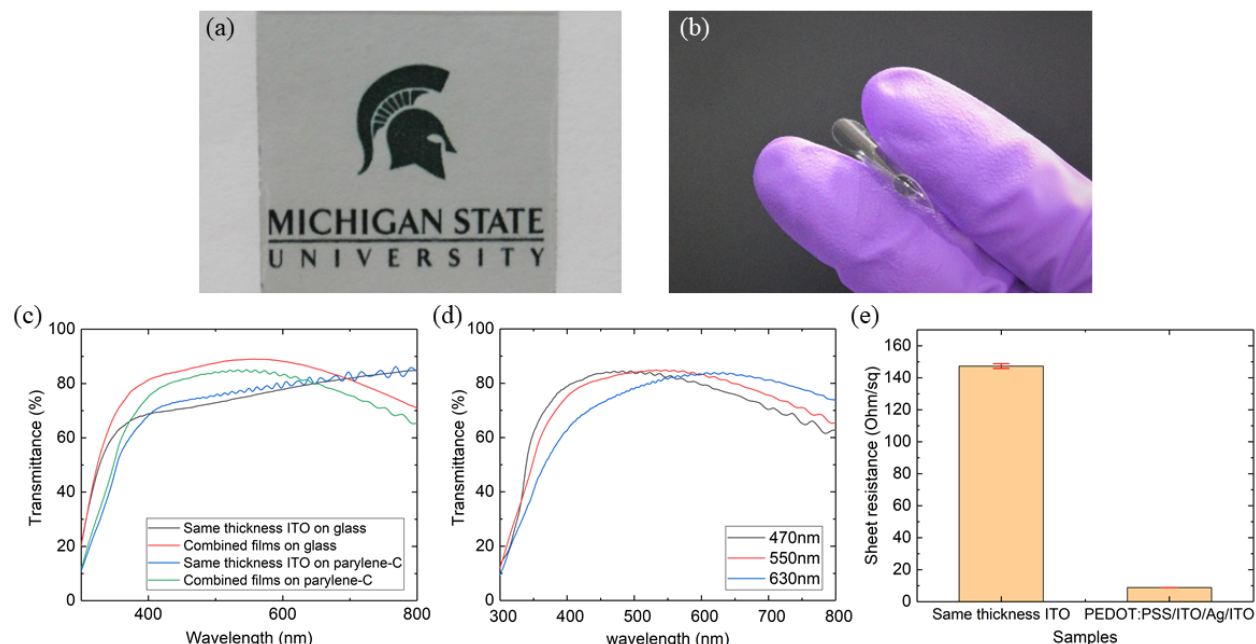 (a)
MICHIGAN STATE
UNIVERSITY
(b)
(c)
100
80
60
40
20
0
400
600
800
Transmittance (%)
Wavelength (nm)
Same thickness ITO on glass
Combined films on glass
Same thickness ITO on parylene-C
Combined films on parylene-C
(d)
100
80
60
40
20
0
300
400
500
600
700
800
Transmittance (%)
wavelength (nm)
470nm
550nm
630nm
(e)
160
140
120
100
80
60
40
20
0
Sheet resistance (Ohm/sq)
Same thickness ITO
PEDOT:PSS/ITO/Ag/ITO
Samples